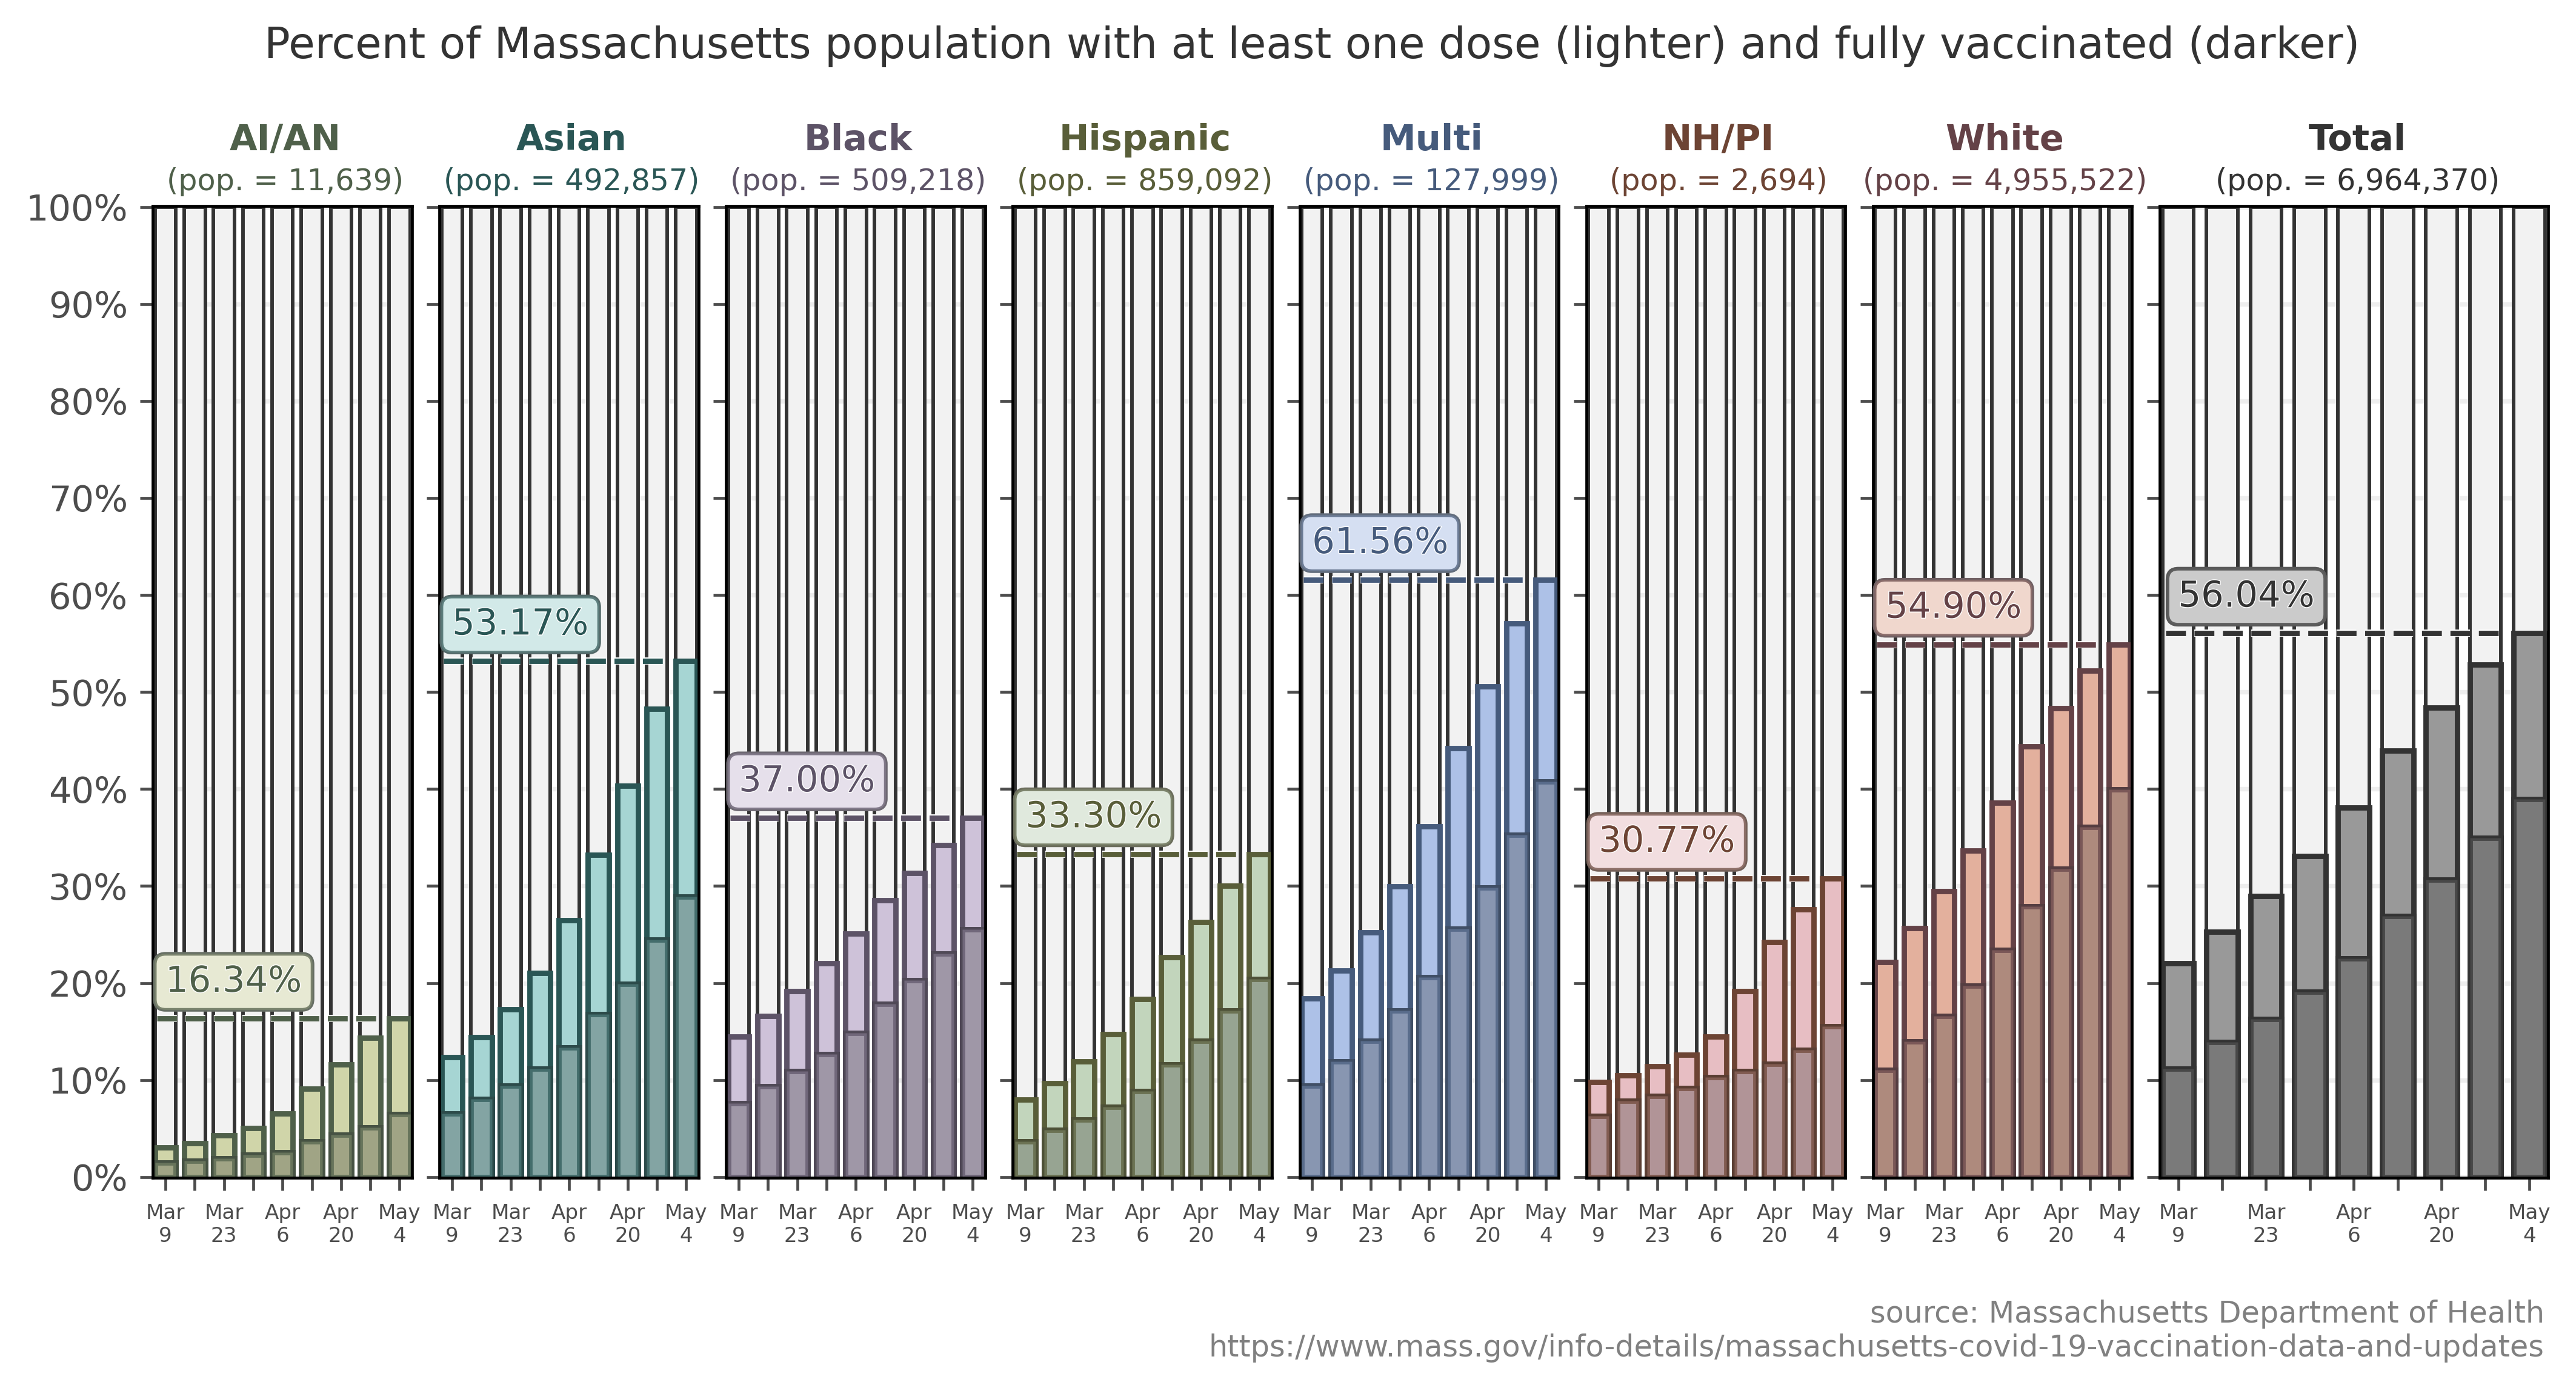 Percent of Massachusetts population with at least one dose (lighter) and fully vaccinated (darker)
AI/AN Asian Black Hispanic Multi NH/PI White Total
(pop. = 11,639) (pop. = 492,857) (pop. = 509,218) (pop. = 859,092) (pop. = 127,999) (pop. = 2,694) (pop. = 4,955,522) (pop. = 6,964,370)
100%
90%
80%
70%
61.56%
60%
56.04%
54.90%
53.17%
50%
40%
37.00%
33.30%
30.77%
30%
20%
16.34%
10%
0%
Mar Mar Apr Apr May Mar Mar Apr Apr May Mar Mar Apr Apr May Mar Mar Apr Apr May Mar Mar Apr Apr May Mar Mar Apr Apr May Mar Mar Apr Apr May Mar Mar Apr Apr May
9 23 6 20 4 9 23 6 20 4 9 23 6 20 4 9 23 6 20 4 9 23 6 20 4 9 23 6 20 4 9 23 6 20 4 9 23 6 20 4
source: Massachusetts Department of Health
https://www.mass.gov/info-details/massachusetts-covid-19-vaccination-data-and-updates